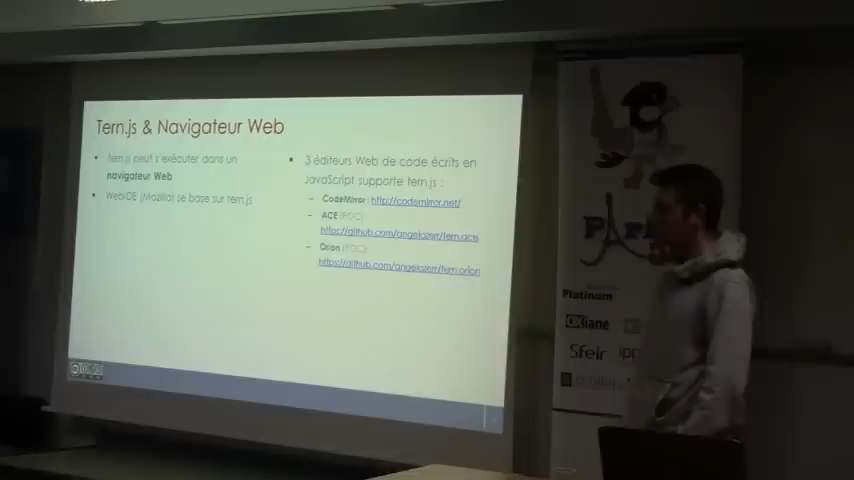 Tern.js & Navigateur Web
• Tern.js peut s'exécuter dans un
navigateur Web
• WebIDE (Mozilla) se base sur tern.js
• 3 éditeurs Web de code écrits en
JavaScript supporte tern.js :
– CodeMirror : http://codemirror.net/
– ACE (POC):
https://github.com/angelozerr/tern.ace
– Orion (POC):
https://github.com/angelozerr/tern.orion
Platinum
OXiane
Sfeir ipp